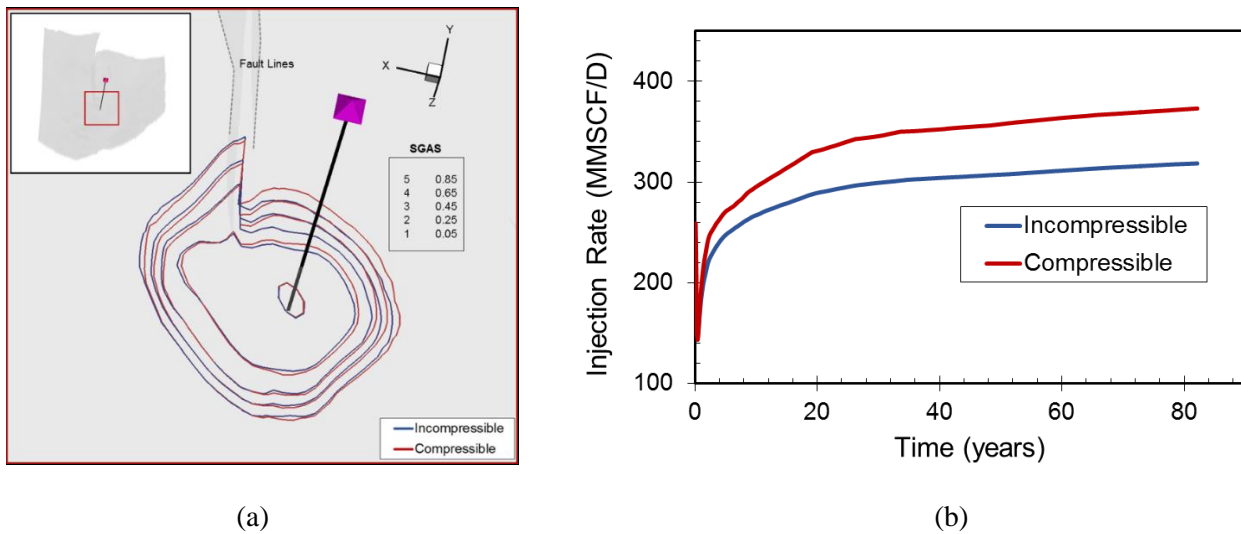 Fault Lines
Y
X
Z
SGAS
5 0.85
4 0.65
3 0.45
2 0.25
1 0.05
Incompressible
Compressible
(a)
Injection Rate (MMSCF/D)
400
300
200
100
0 20 40 60 80
Time (years)
Incompressible
Compressible
(b)